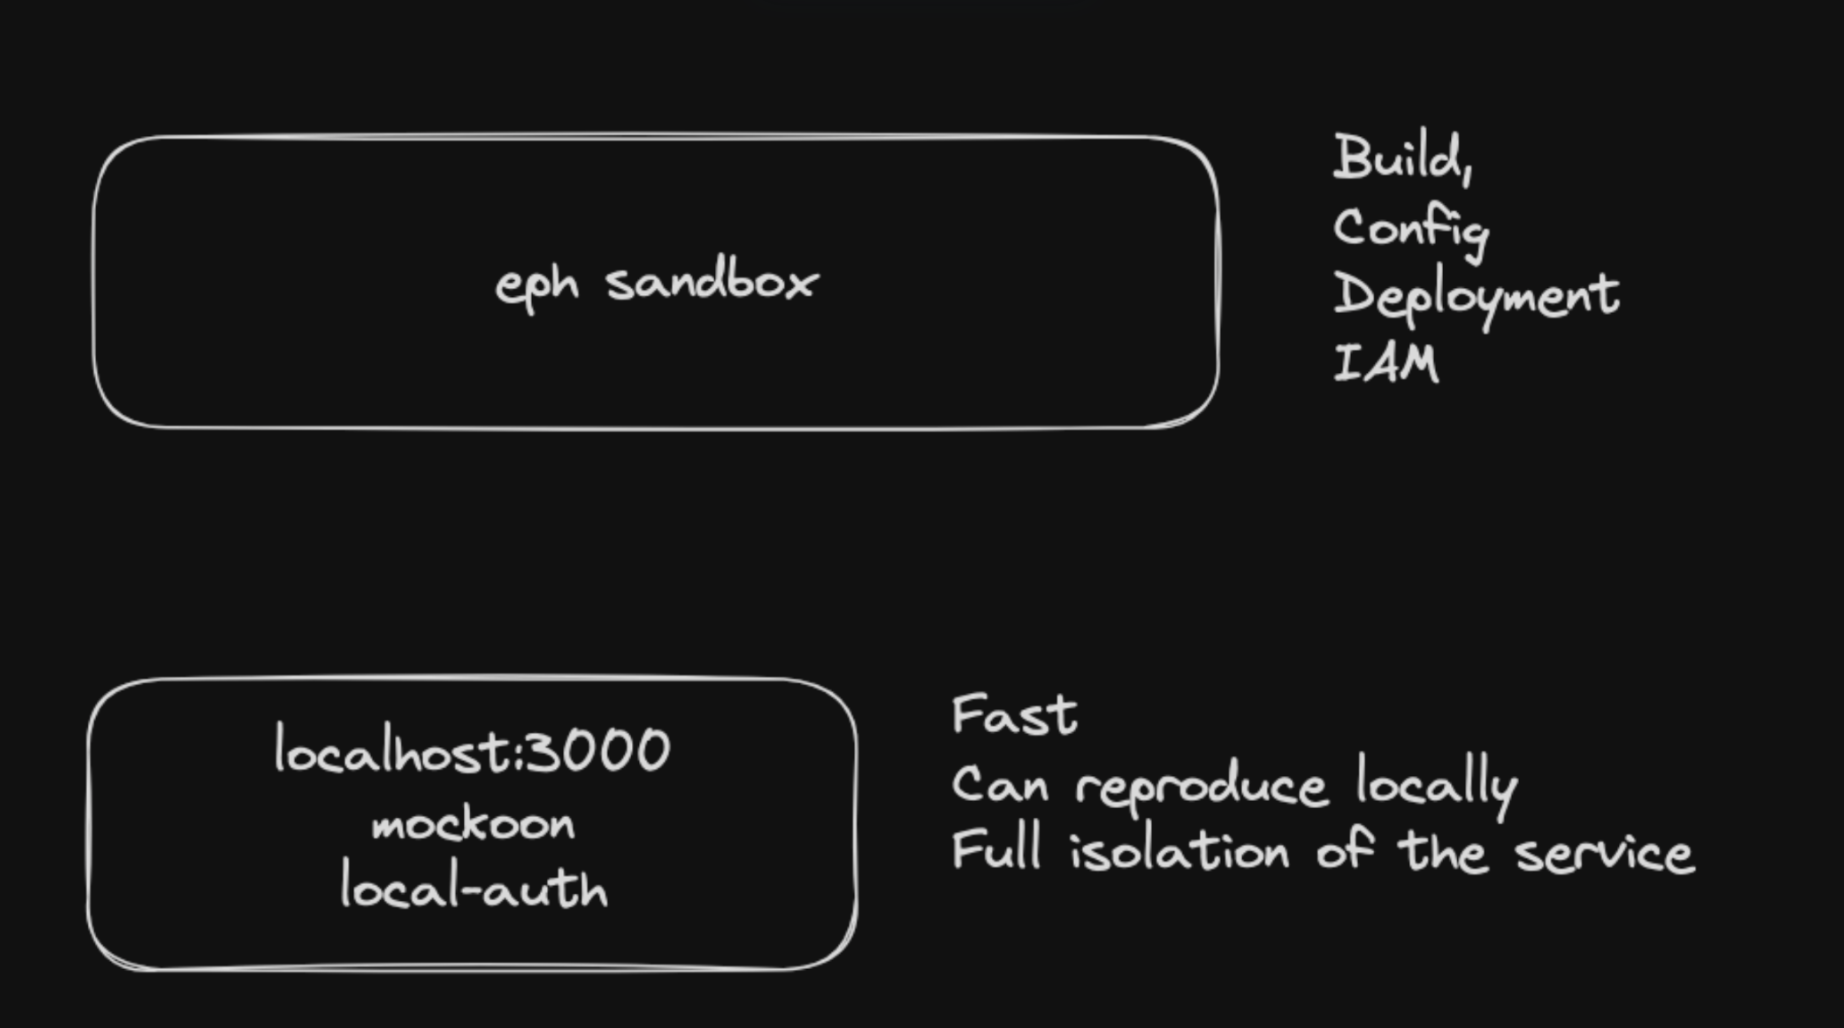 eph sandbox
Build,
Config
Deployment
IAM
localhost:3000
mockoon
local-auth
Fast
Can reproduce locally
Full isolation of the service